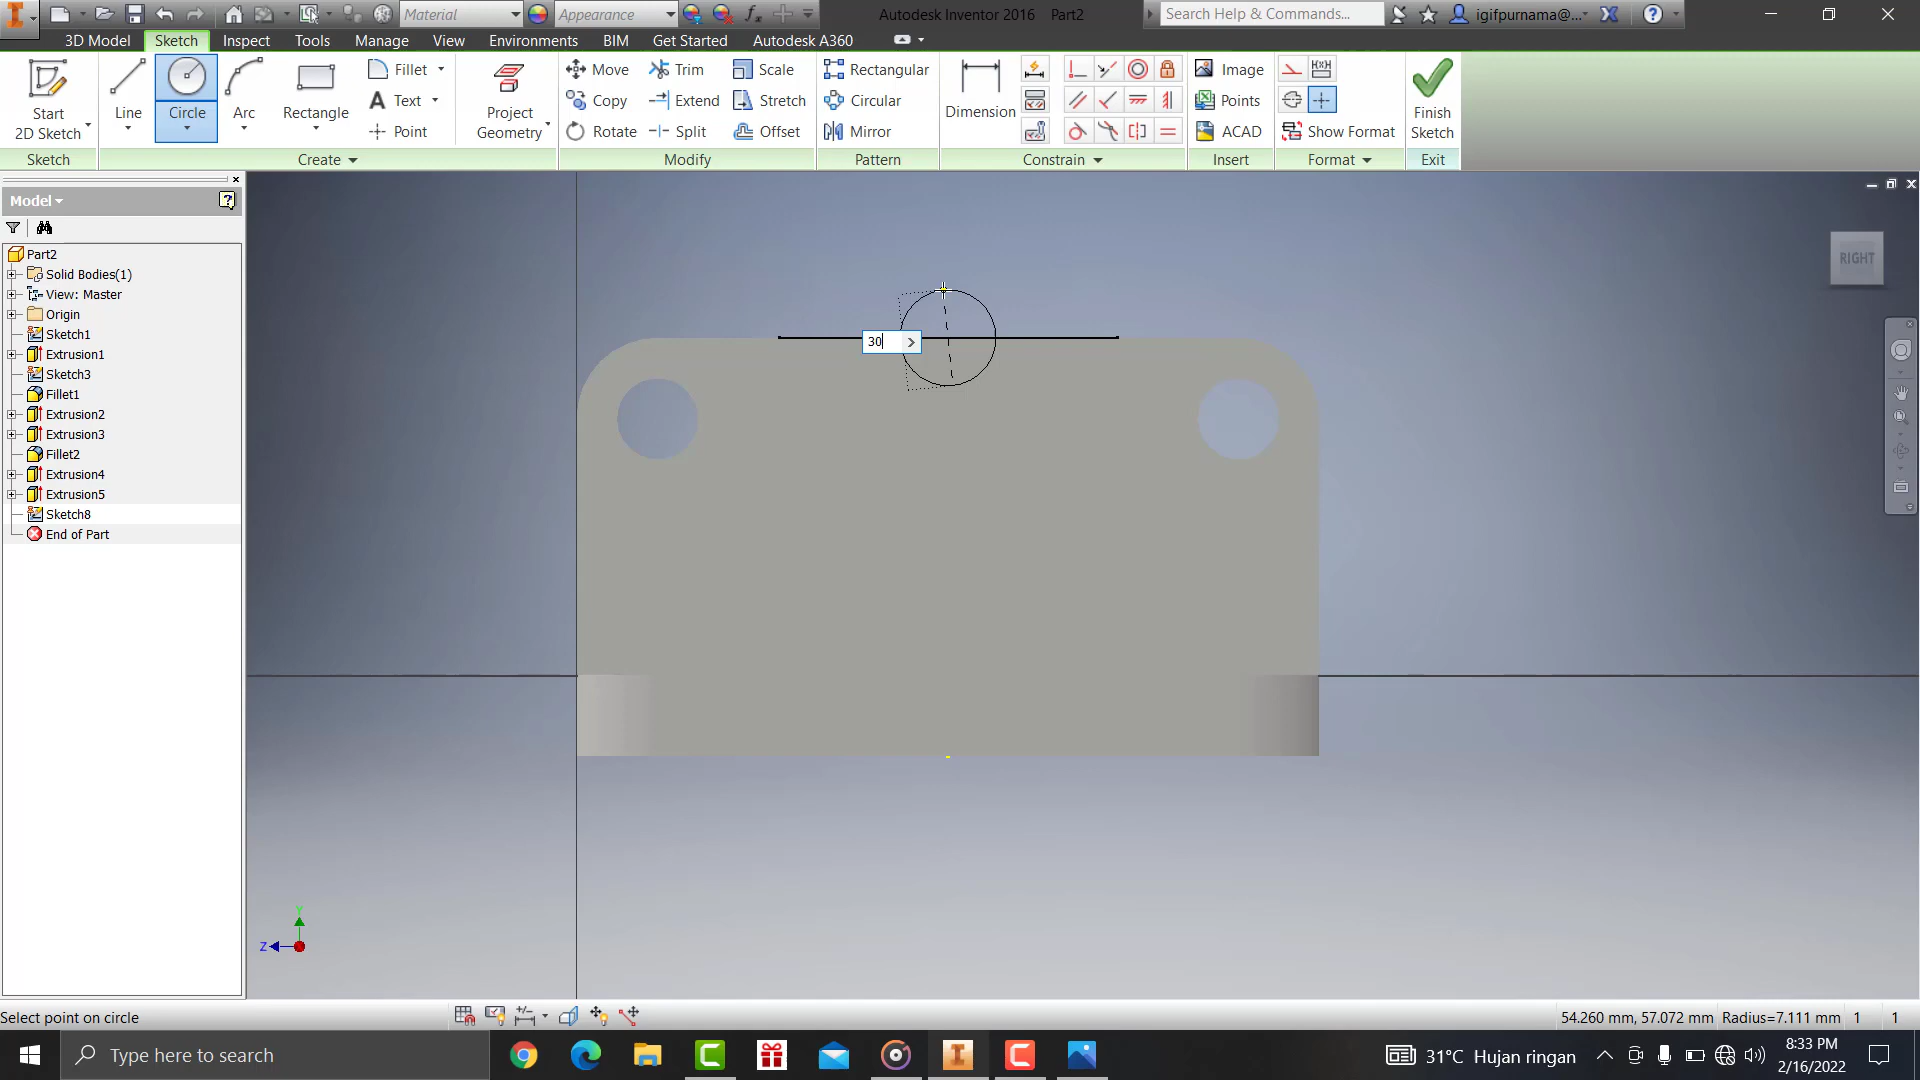 Material
Appearance
Autodesk Inventor 2016 Part2
Search Help & Commands...
igifpurnama@...
3D Model Sketch Inspect Tools Manage View Environments BIM Get Started Autodesk A360
Start
2D Sketch
Line
Circle
Arc
Rectangle
Fillet
Text
Point
Project
Geometry
Move
Copy
Rotate
Trim
Extend
Split
Scale
Stretch
Offset
Rectangular
Circular
Mirror
Dimension
Image
Points
ACAD
Show Format
Finish
Sketch
Sketch Create Modify Pattern Constrain Insert Format Exit
Model
Part2
Solid Bodies(1)
View: Master
Origin
Sketch1
Extrusion1
Sketch3
Fillet1
Extrusion2
Extrusion3
Fillet2
Extrusion4
Extrusion5
Sketch8
End of Part
30
RIGHT
Y
Z
Select point on circle
54.260 mm, 57.072 mm Radius=7.111 mm 1 1
Type here to search
31°C Hujan ringan
8:33 PM
2/16/2022